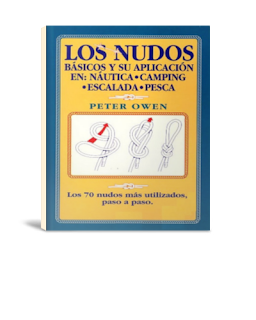 LOS NUDOS
BÁSICOS Y SU APLICACIÓN
EN: NÁUTICA•CAMPING
•ESCALADA•PESCA
PETER OWEN
Los 70 nudos más utilizados,
paso a paso.